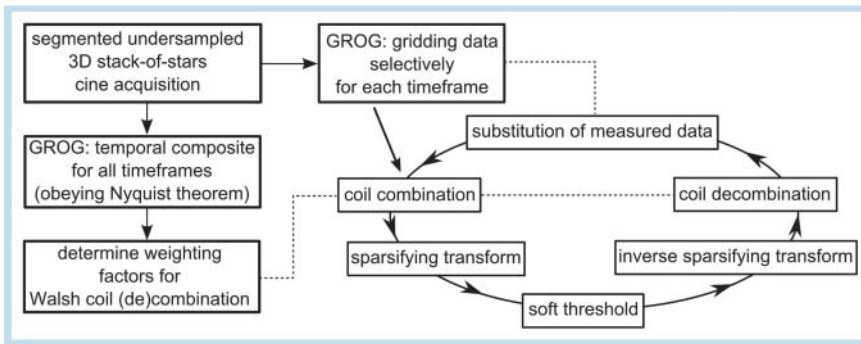 segmented undersampled
3D stack-of-stars
cine acquisition
GROG: gridding data
selectively
for each timeframe
substitution of measured data
GROG: temporal composite
for all timeframes
(obeying Nyquist theorem)
coil combination
coil decombination
determine weighting
factors for
Walsh coil (de)combination
sparsifying transform
inverse sparsifying transform
soft threshold